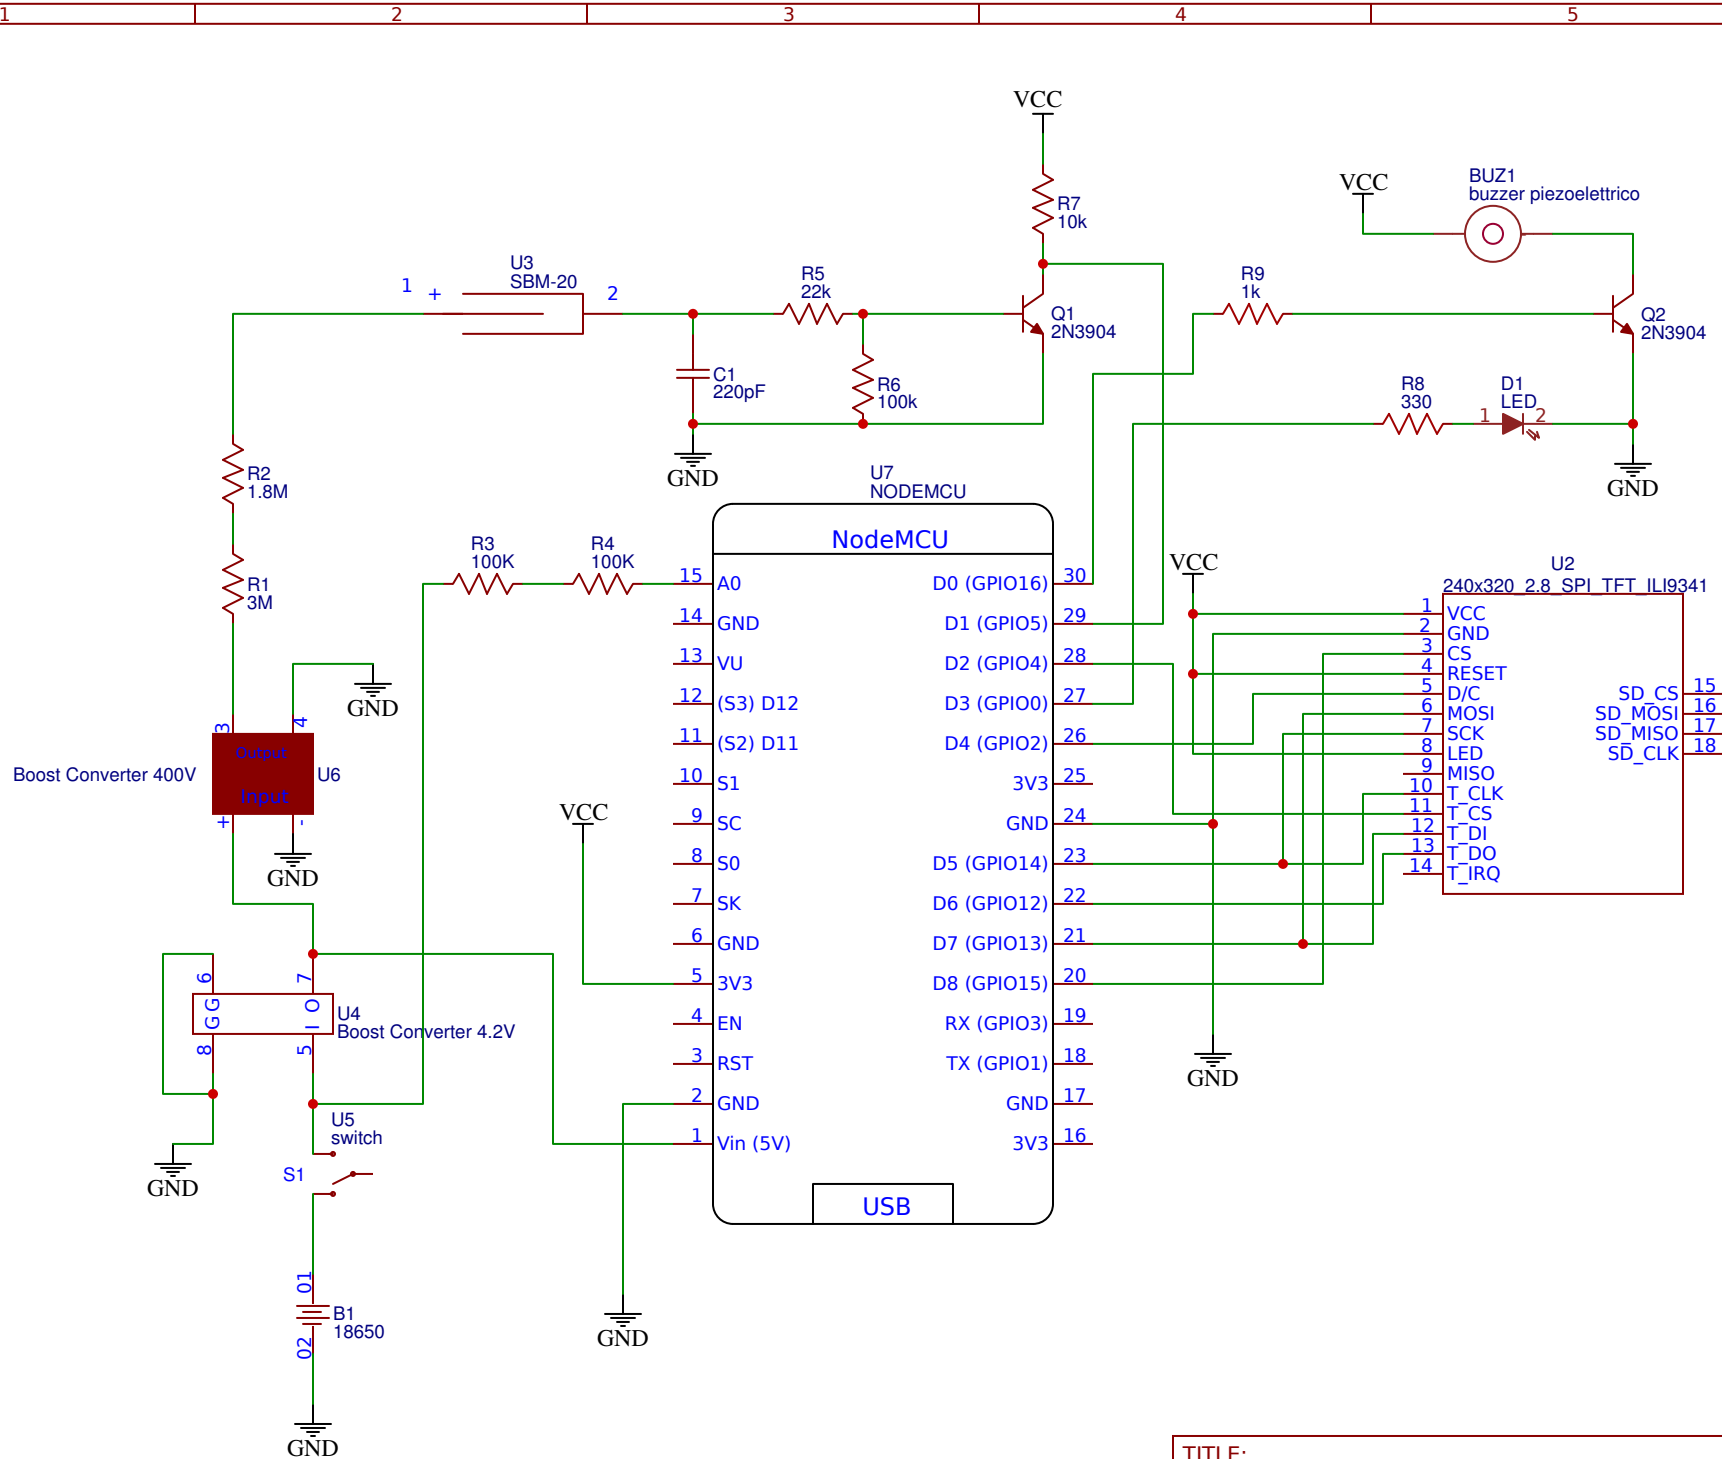 1
2
3
4
5
VCC
R7
10k
VCC
BUZ1
buzzer piezoelettrico
U3
SBM-20
1
+
2
R5
22k
Q1
2N3904
R9
1k
Q2
2N3904
C1
220pF
R6
100k
R8
330
D1
LED
1
2
GND
GND
R2
1.8M
R1
3M
R3
100K
R4
100K
U7
NODEMCU
NodeMCU
15 A0
14 GND
13 VU
12 (S3) D12
11 (S2) D11
10 S1
9 SC
8 S0
7 SK
6 GND
5 3V3
4 EN
3 RST
2 GND
1 Vin (5V)
D0 (GPIO16) 30
D1 (GPIO5) 29
D2 (GPIO4) 28
D3 (GPIO0) 27
D4 (GPIO2) 26
3V3 25
GND 24
D5 (GPIO14) 23
D6 (GPIO12) 22
D7 (GPIO13) 21
D8 (GPIO15) 20
RX (GPIO3) 19
TX (GPIO1) 18
GND 17
3V3 16
USB
VCC
U2
240x320_2.8_SPI_TFT_ILI9341
1 VCC
2 GND
3 CS
4 RESET
5 D/C
6 MOSI
7 SCK
8 LED
9 MISO
10 T_CLK
11 T_CS
12 T_DI
13 T_DO
14 T_IRQ
SD_CS 15
SD_MOSI 16
SD_MISO 17
SD_CLK 18
GND
GND
3
4
Output
Input
Boost Converter 400V
U6
+
-
GND
VCC
6
7
G G
I O
8
5
U4
Boost Converter 4.2V
GND
U5
switch
S1
01
B1
18650
02
GND
GND
TITLE: